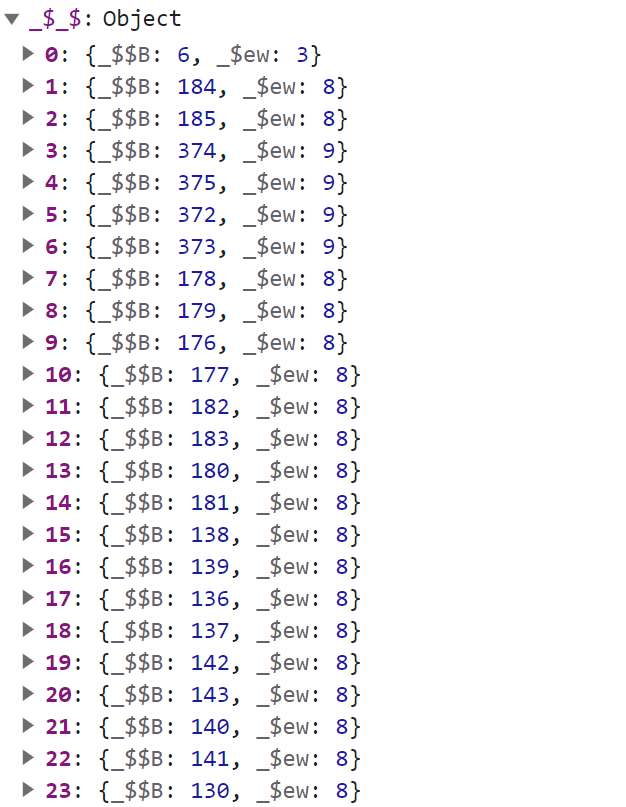 ▼ _$_$: Object
▶ 0: {_$$B: 6, _$ew: 3}
▶ 1: {_$$B: 184, _$ew: 8}
▶ 2: {_$$B: 185, _$ew: 8}
▶ 3: {_$$B: 374, _$ew: 9}
▶ 4: {_$$B: 375, _$ew: 9}
▶ 5: {_$$B: 372, _$ew: 9}
▶ 6: {_$$B: 373, _$ew: 9}
▶ 7: {_$$B: 178, _$ew: 8}
▶ 8: {_$$B: 179, _$ew: 8}
▶ 9: {_$$B: 176, _$ew: 8}
▶ 10: {_$$B: 177, _$ew: 8}
▶ 11: {_$$B: 182, _$ew: 8}
▶ 12: {_$$B: 183, _$ew: 8}
▶ 13: {_$$B: 180, _$ew: 8}
▶ 14: {_$$B: 181, _$ew: 8}
▶ 15: {_$$B: 138, _$ew: 8}
▶ 16: {_$$B: 139, _$ew: 8}
▶ 17: {_$$B: 136, _$ew: 8}
▶ 18: {_$$B: 137, _$ew: 8}
▶ 19: {_$$B: 142, _$ew: 8}
▶ 20: {_$$B: 143, _$ew: 8}
▶ 21: {_$$B: 140, _$ew: 8}
▶ 22: {_$$B: 141, _$ew: 8}
▶ 23: {_$$B: 130, _$ew: 8}